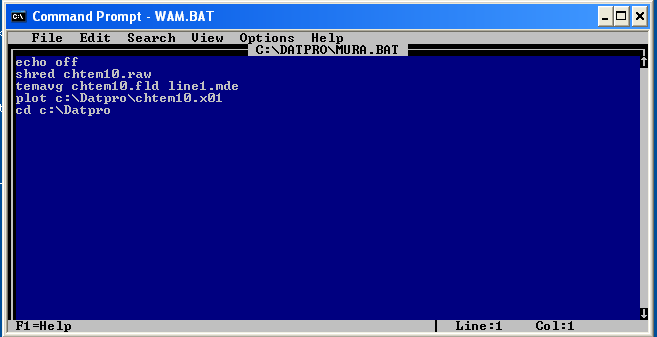 Command Prompt - WAM.BAT
File Edit Search View Options Help
C:\DATPRO\MURA.BAT
echo off
shred chtem10.raw
temavg chtem10.fld line1.mde
plot c:\Datpro\chtem10.x01
cd c:\Datpro
F1=Help Line:1 Col:1